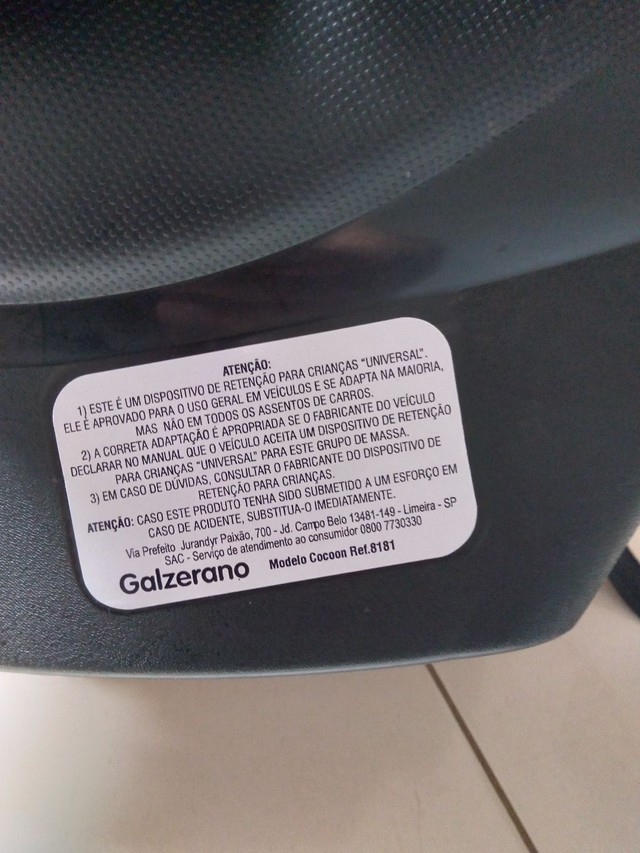 ATENÇÃO:
1) ESTE É UM DISPOSITIVO DE RETENÇÃO PARA CRIANÇAS "UNIVERSAL".
ELE É APROVADO PARA O USO GERAL EM VEÍCULOS E SE ADAPTA NA MAIORIA,
MAS NÃO EM TODOS OS ASSENTOS DE CARROS.
2) A CORRETA ADAPTAÇÃO É APROPRIADA SE O FABRICANTE DO VEÍCULO
DECLARAR NO MANUAL QUE O VEÍCULO ACEITA UM DISPOSITIVO DE RETENÇÃO
PARA CRIANÇAS "UNIVERSAL" PARA ESTE GRUPO DE MASSA.
3) EM CASO DE DÚVIDAS, CONSULTAR O FABRICANTE DO DISPOSITIVO DE
RETENÇÃO PARA CRIANÇAS.
ATENÇÃO: CASO ESTE PRODUTO TENHA SIDO SUBMETIDO A UM ESFORÇO EM
CASO DE ACIDENTE, SUBSTITUA-O IMEDIATAMENTE.
Via Prefeito Jurandyr Paixão, 700 - Jd. Campo Belo 13481-149 - Limeira - SP
SAC - Serviço de atendimento ao consumidor 0800 7730330
Galzerano Modelo Cocoon Ref.8181